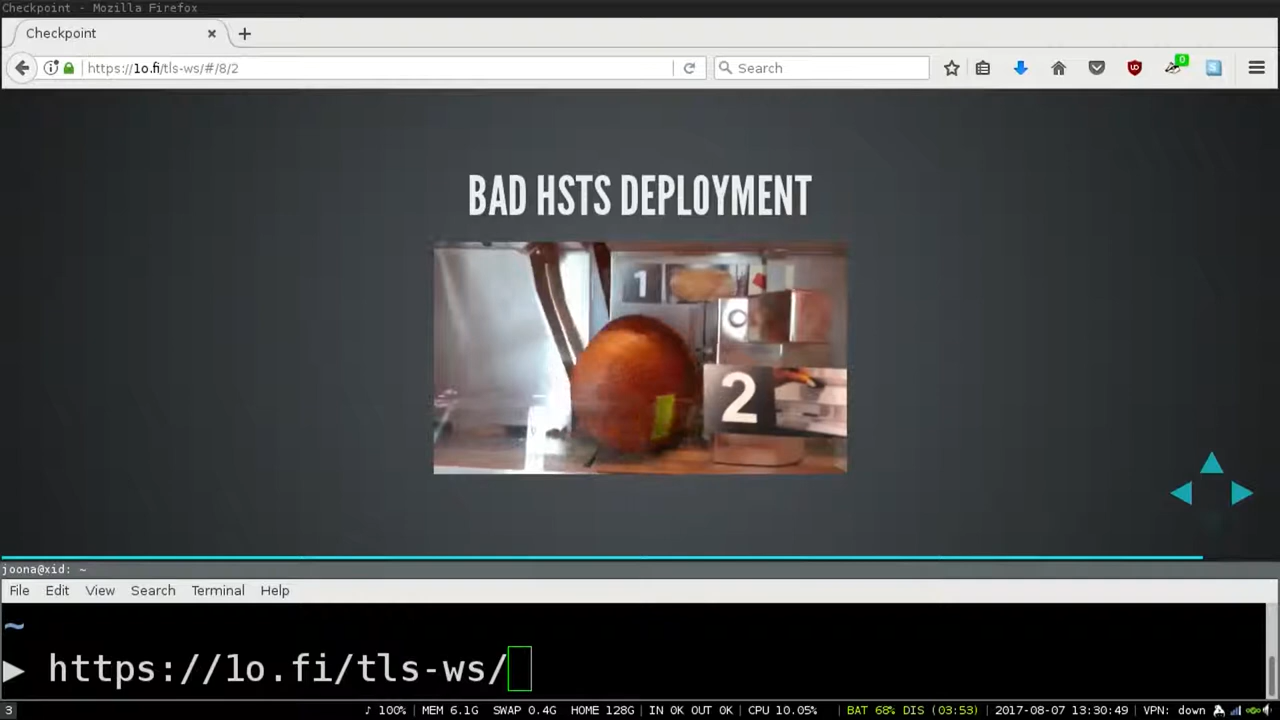 Checkpoint - Mozilla Firefox
Checkpoint
https://1o.fi/tls-ws/#/8/2
Search
0
BAD HSTS DEPLOYMENT
1
2
joona@xid: ~
File Edit View Search Terminal Help
~
https://1o.fi/tls-ws/
3 100% MEM 6.1G SWAP 0.4G HOME 128G IN OK OUT OK CPU 10.05% BAT 68% DIS (03:53) 2017-08-07 13:30:49 VPN: down